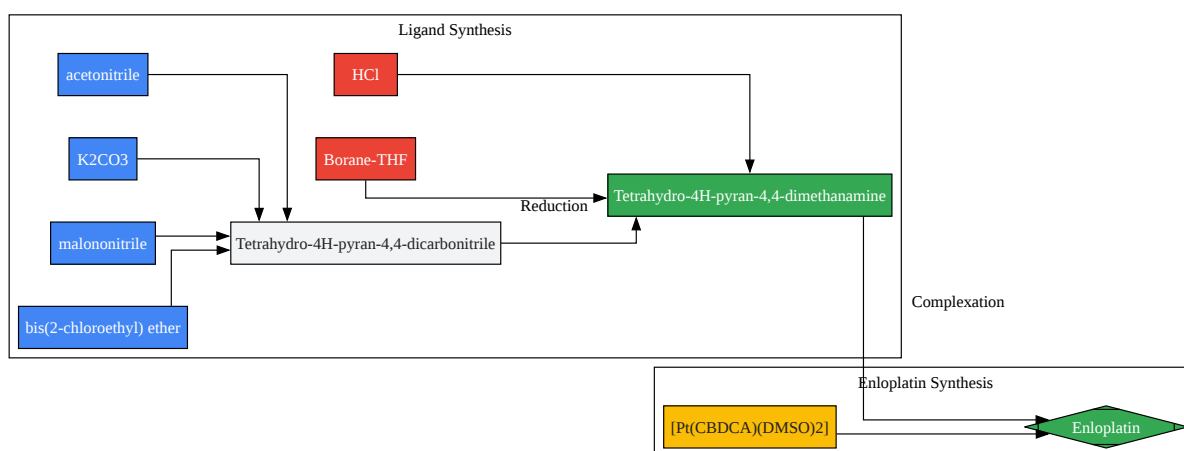 Ligand Synthesis
acetonitrile
HCl
K2CO3
Borane-THF
Tetrahydro-4H-pyran-4,4-dimethanamine
Reduction
malononitrile
Tetrahydro-4H-pyran-4,4-dicarbonitrile
Complexation
bis(2-chloroethyl) ether
Enloplatin Synthesis
[Pt(CBDCA)(DMSO)2]
Enloplatin